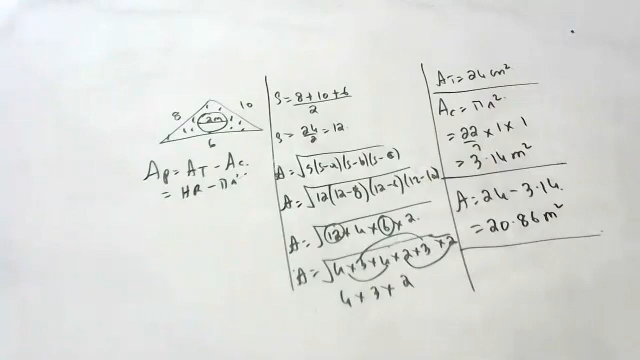 8
10
2m
6
Ap = AT - Ac.
= HR - πr²
S = 8+10+6
2
S = 24 = 12
2
A = √S(S-a)(S-b)(S-c)
A = √12(12-8)(12-6)(12-10)
A = √12×4×6×2.
A = √4×3×4×2×3×2
4×3×2
AT = 24 m²
Ac = πr².
= 22 × 1 × 1
7
= 3.14 m²
A = 24 - 3.14.
= 20.86 m²